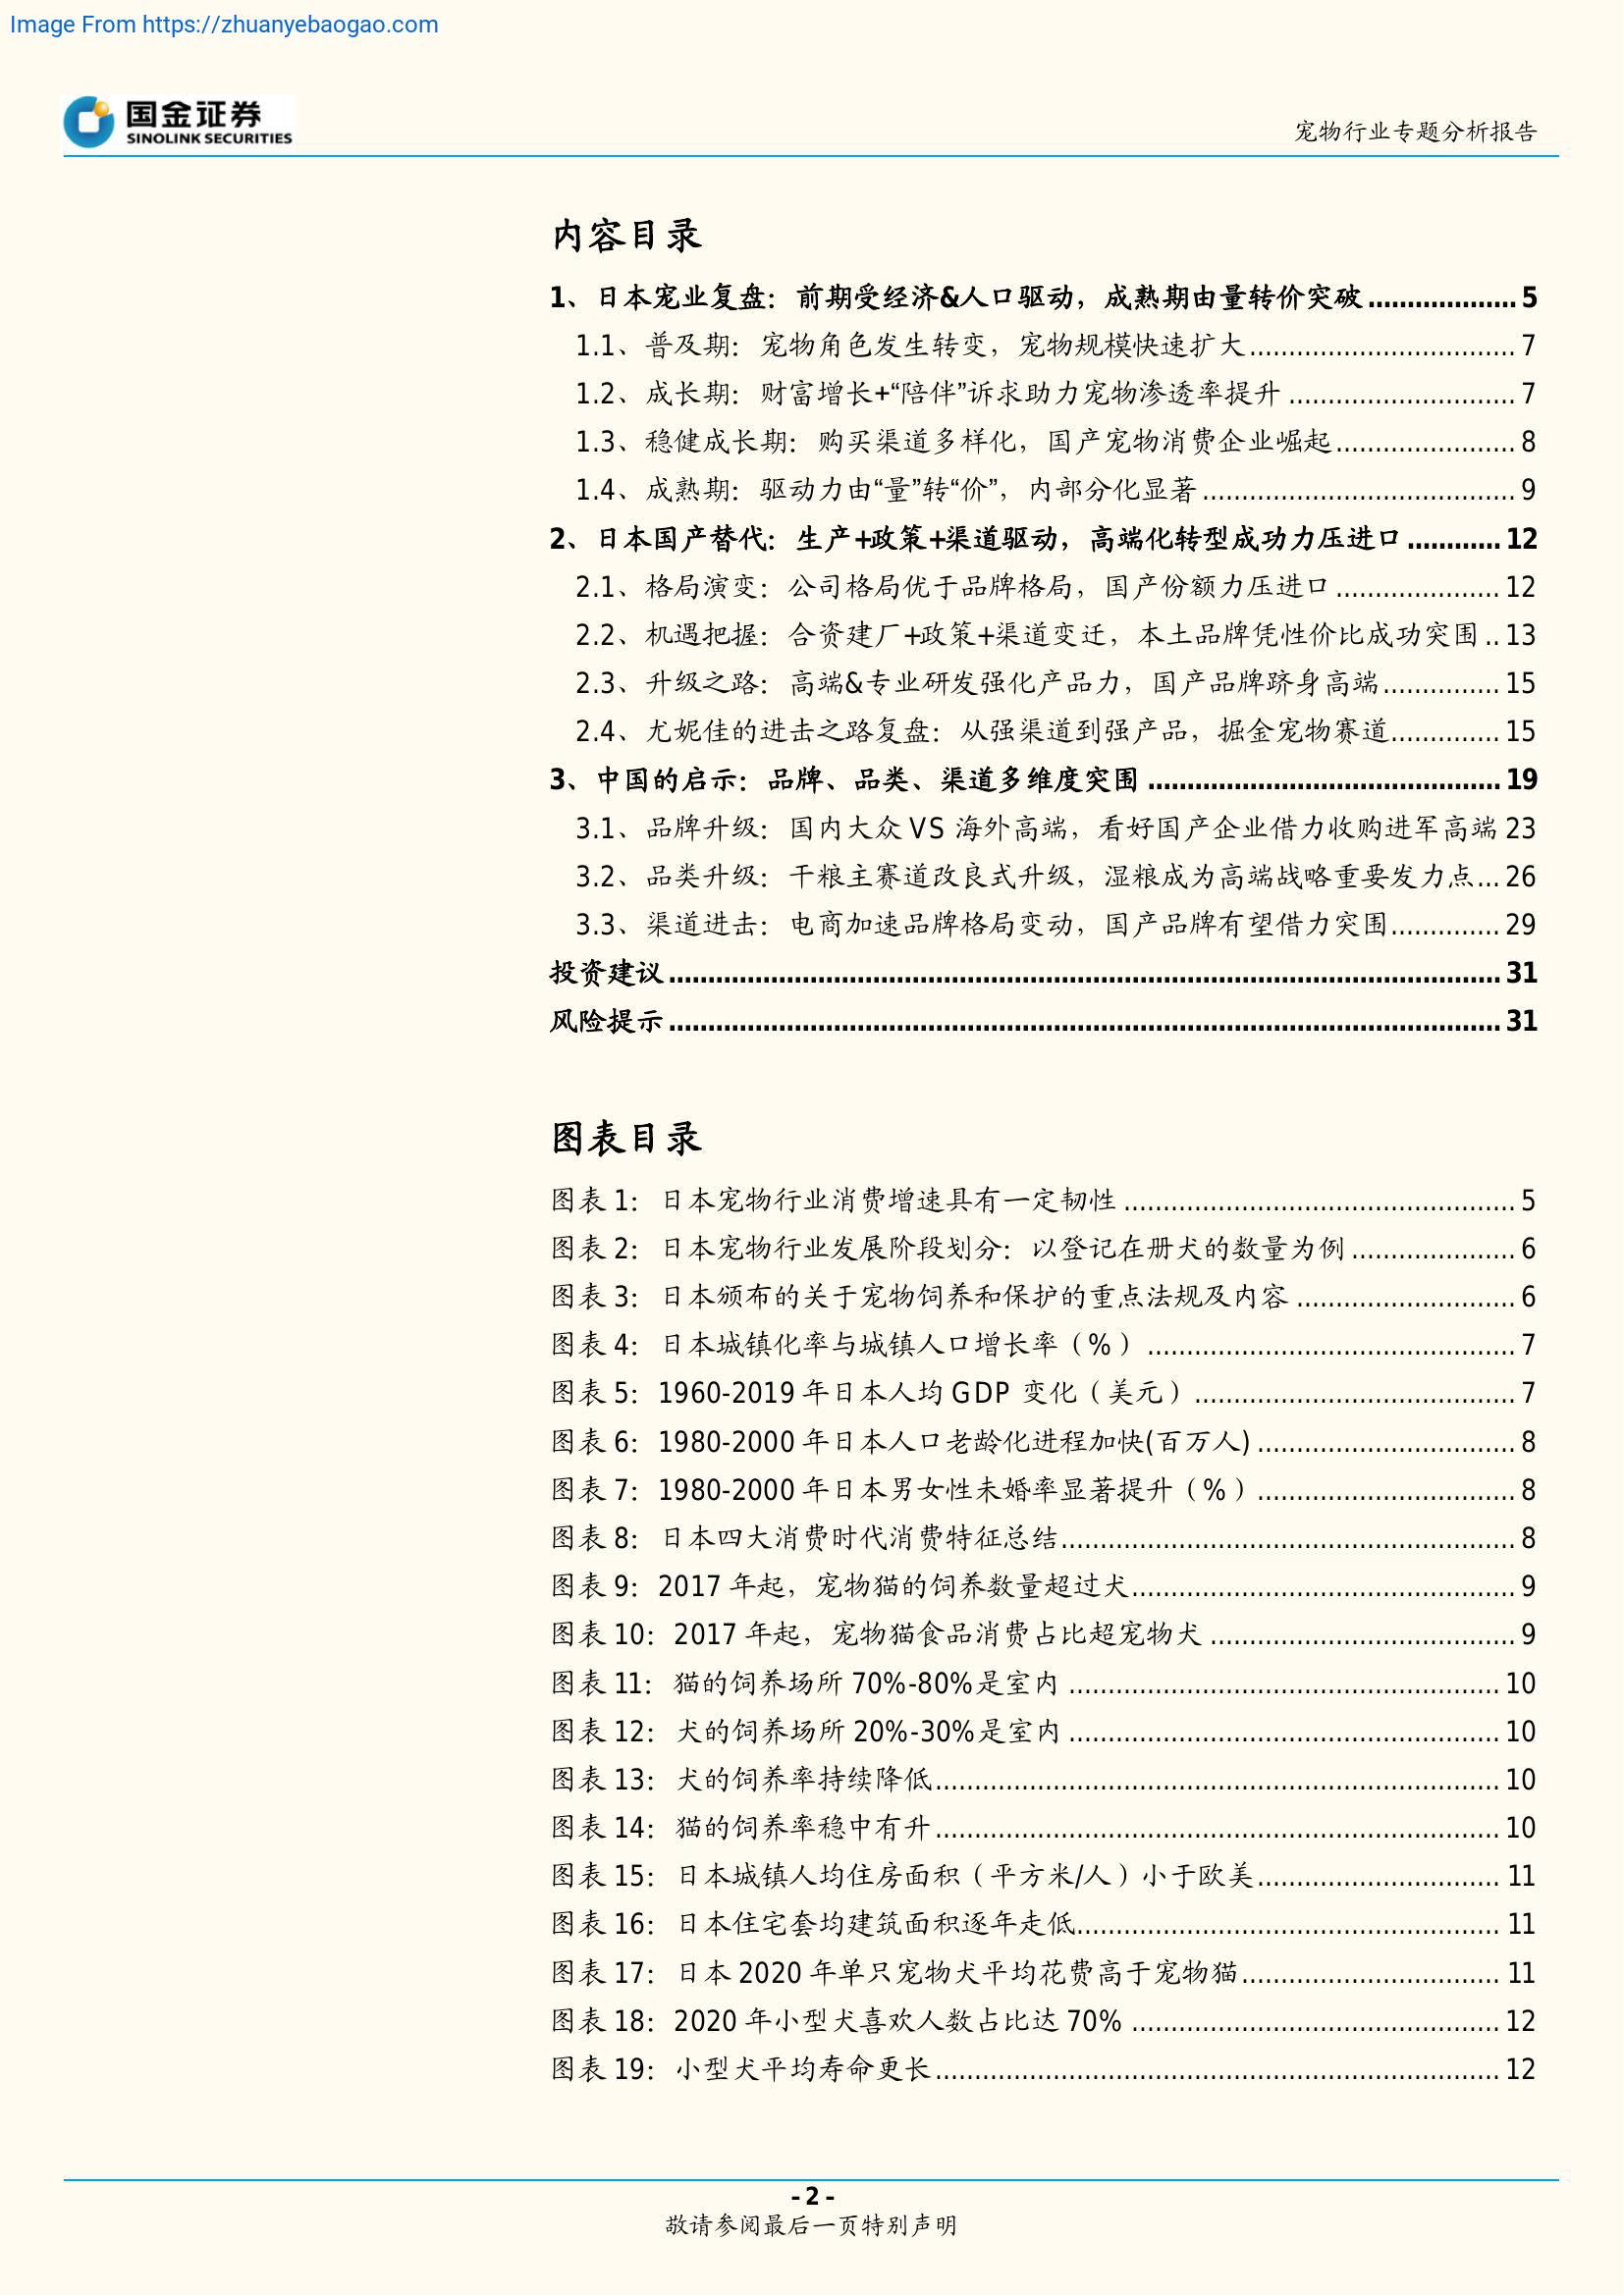 Image From https://zhuanyebaogao.com
国金证券
SINOLINK SECURITIES
宠物行业专题分析报告
内容目录
1、日本宠业复盘：前期受经济&人口驱动，成熟期由量转价突破...................5
1.1、普及期：宠物角色发生转变，宠物规模快速扩大..................................7
1.2、成长期：财富增长+“陪伴”诉求助力宠物渗透率提升.............................7
1.3、稳健成长期：购买渠道多样化，国产宠物消费企业崛起.......................8
1.4、成熟期：驱动力由“量”转“价”，内部分化显著........................................9
2、日本国产替代：生产+政策+渠道驱动，高端化转型成功力压进口............12
2.1、格局演变：公司格局优于品牌格局，国产份额力压进口.....................12
2.2、机遇把握：合资建厂+政策+渠道变迁，本土品牌凭性价比成功突围..13
2.3、升级之路：高端&专业研发强化产品力，国产品牌跻身高端...............15
2.4、尤妮佳的进击之路复盘：从强渠道到强产品，掘金宠物赛道..............15
3、中国的启示：品牌、品类、渠道多维度突围.............................................19
3.1、品牌升级：国内大众 VS 海外高端，看好国产企业借力收购进军高端 23
3.2、品类升级：干粮主赛道改良式升级，湿粮成为高端战略重要发力点...26
3.3、渠道进击：电商加速品牌格局变动，国产品牌有望借力突围..............29
投资建议..........................................................................................................31
风险提示..........................................................................................................31
图表目录
图表 1：日本宠物行业消费增速具有一定韧性..................................................5
图表 2：日本宠物行业发展阶段划分：以登记在册犬的数量为例.....................6
图表 3：日本颁布的关于宠物饲养和保护的重点法规及内容............................6
图表 4：日本城镇化率与城镇人口增长率（%）...............................................7
图表 5：1960-2019 年日本人均 GDP 变化（美元）.........................................7
图表 6：1980-2000 年日本人口老龄化进程加快(百万人).................................8
图表 7：1980-2000 年日本男女性未婚率显著提升（%）.................................8
图表 8：日本四大消费时代消费特征总结..........................................................8
图表 9：2017 年起，宠物猫的饲养数量超过犬.................................................9
图表 10：2017 年起，宠物猫食品消费占比超宠物犬.......................................9
图表 11：猫的饲养场所 70%-80%是室内.......................................................10
图表 12：犬的饲养场所 20%-30%是室内.......................................................10
图表 13：犬的饲养率持续降低........................................................................10
图表 14：猫的饲养率稳中有升........................................................................10
图表 15：日本城镇人均住房面积（平方米/人）小于欧美...............................11
图表 16：日本住宅套均建筑面积逐年走低......................................................11
图表 17：日本 2020 年单只宠物犬平均花费高于宠物猫.................................11
图表 18：2020 年小型犬喜欢人数占比达 70%...............................................12
图表 19：小型犬平均寿命更长........................................................................12
- 2 -
敬请参阅最后一页特别声明